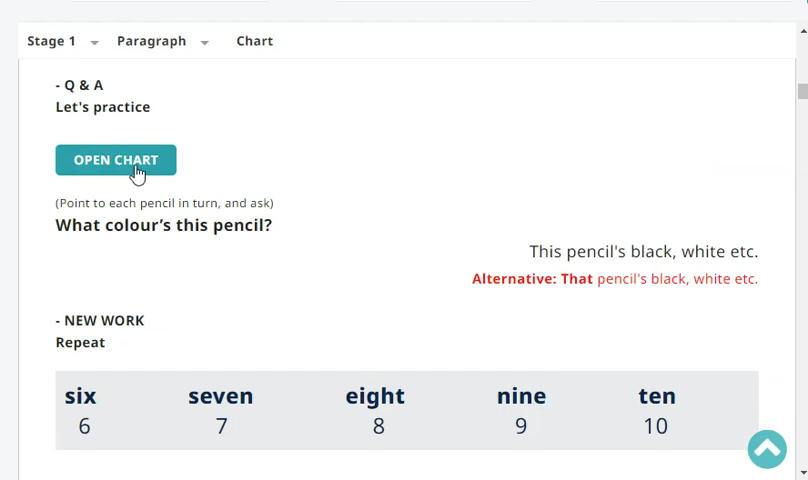 Stage 1 Paragraph Chart
- Q & A
Let's practice
OPEN CHART
(Point to each pencil in turn, and ask)
What colour’s this pencil?
This pencil's black, white etc.
Alternative: That pencil's black, white etc.
- NEW WORK
Repeat
six seven eight nine ten
6 7 8 9 10